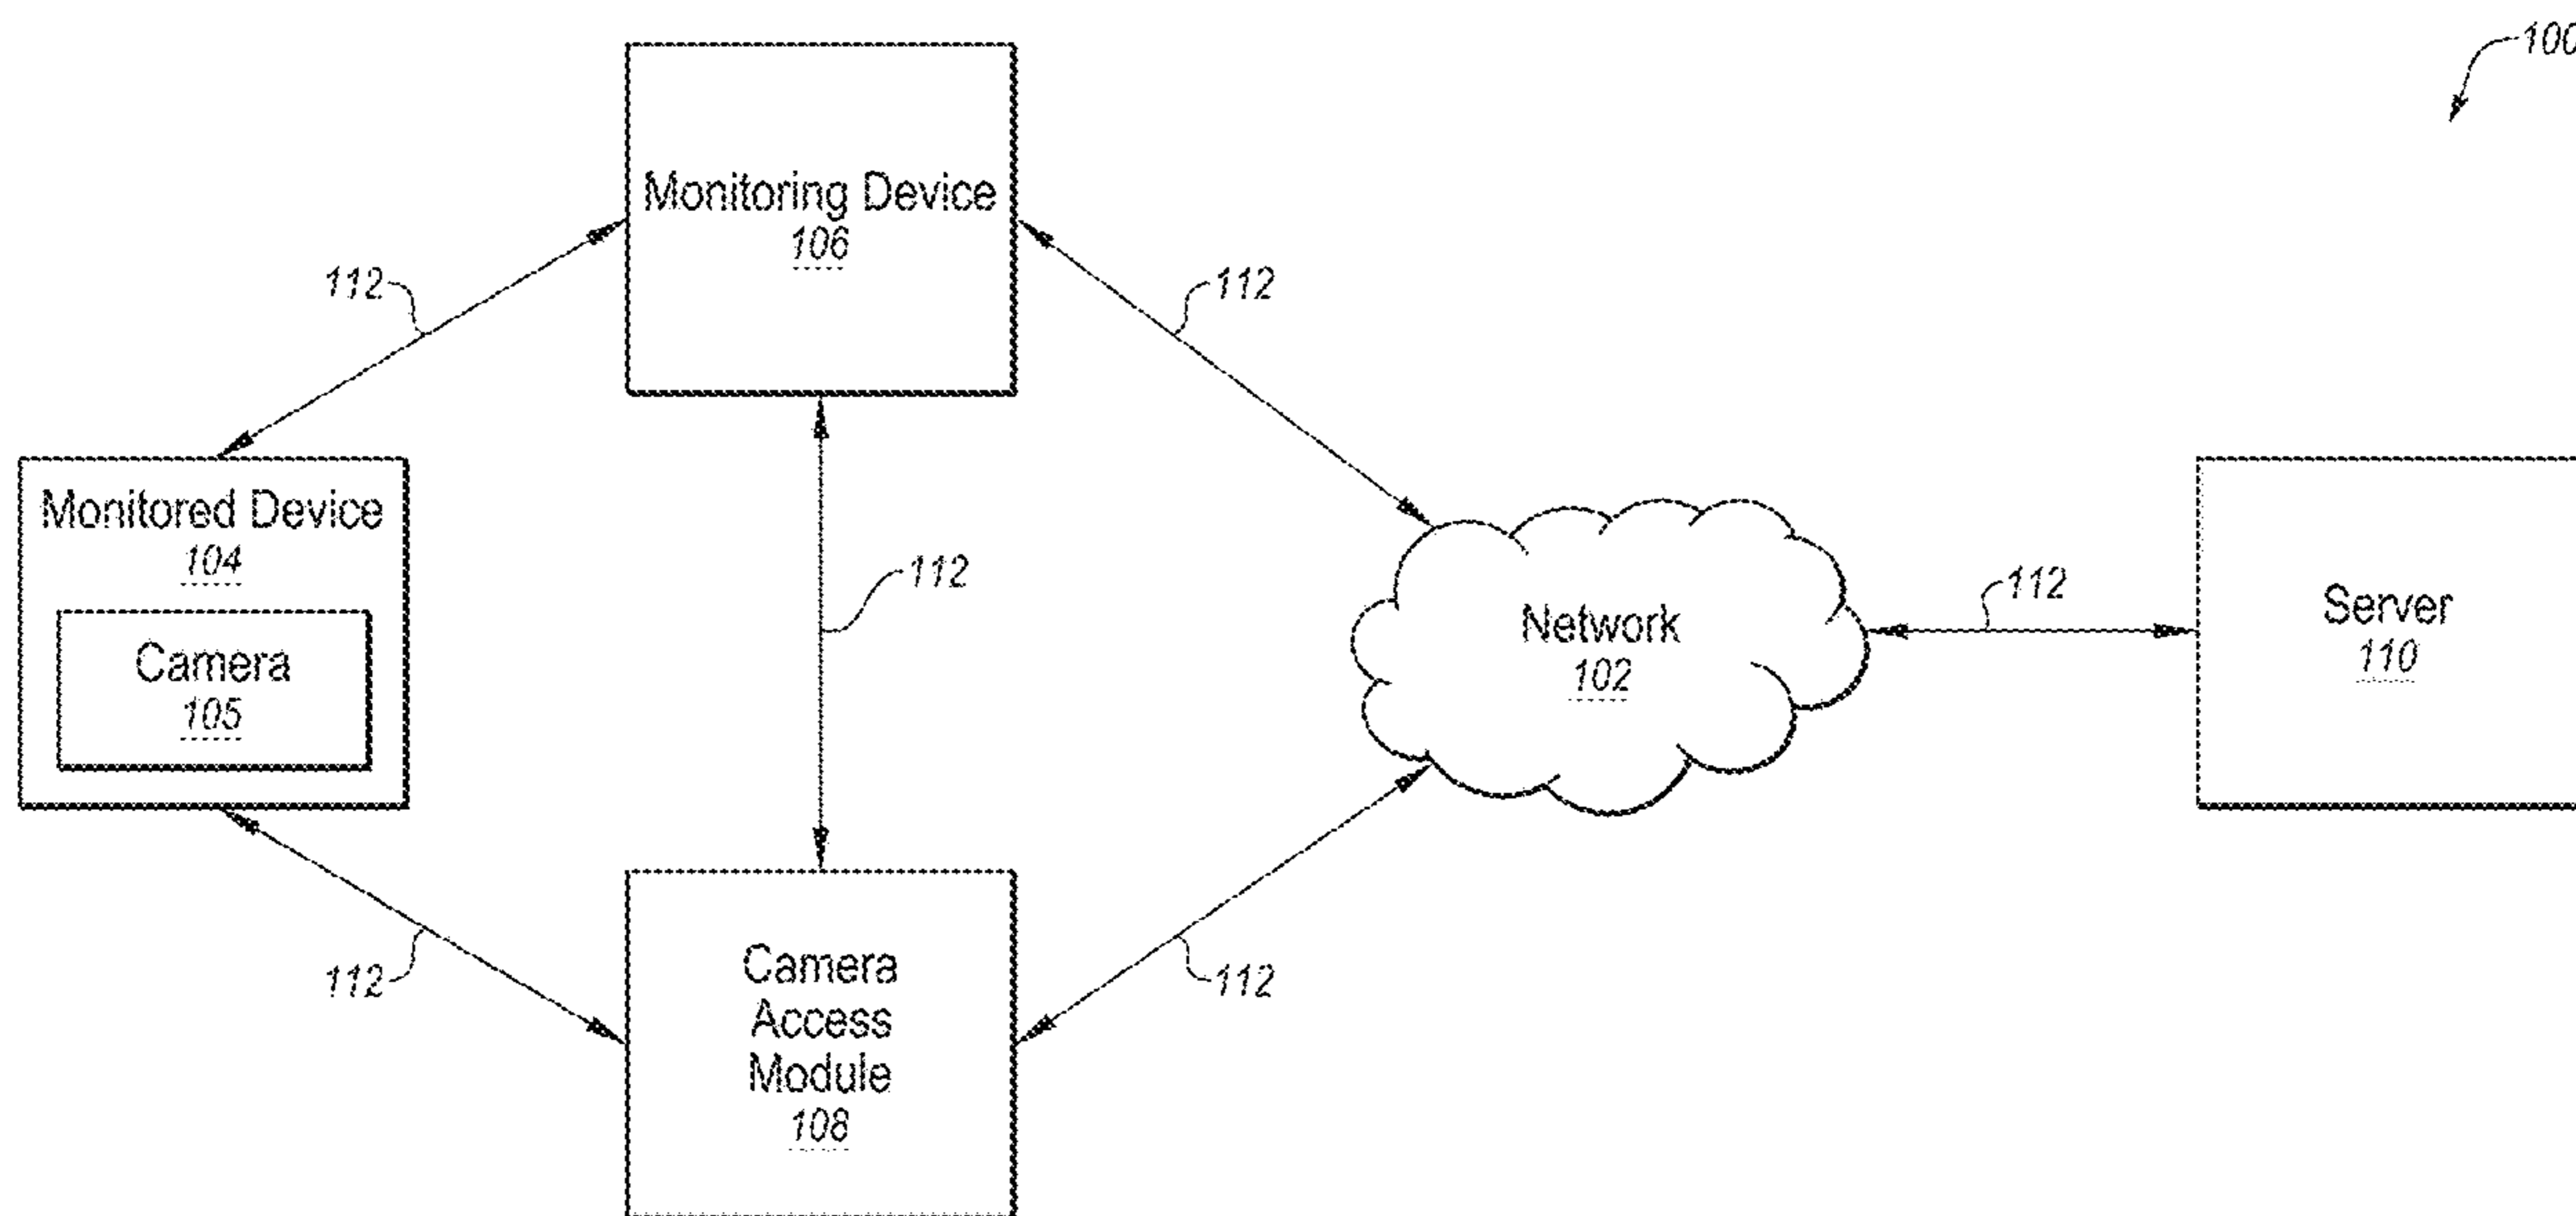 100
Monitoring Device
106
112
112
Monitored Device
104
Camera
105
112
Network
102
112
Server
110
112
Camera
Access
Module
108
112